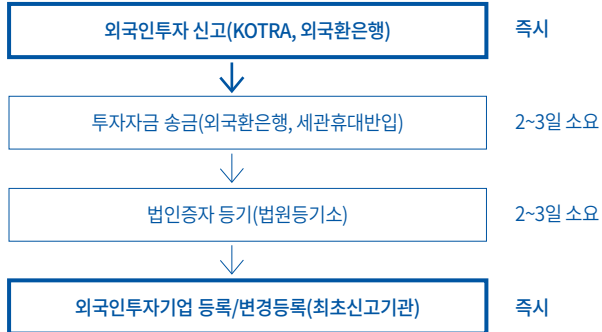 외국인투자 신고(KOTRA, 외국환은행) 즉시
투자자금 송금(외국환은행, 세관휴대반입) 2~3일 소요
법인증자 등기(법원등기소) 2~3일 소요
외국인투자기업 등록/변경등록(최초신고기관) 즉시